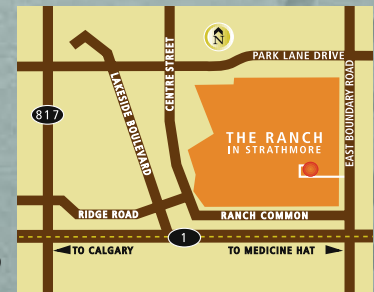 N
PARK LANE DRIVE
CENTRE STREET
LAKESIDE BOULEVARD
EAST BOUNDARY ROAD
817
THE RANCH
IN STRATHMORE
RIDGE ROAD
RANCH COMMON
1
TO CALGARY
TO MEDICINE HAT